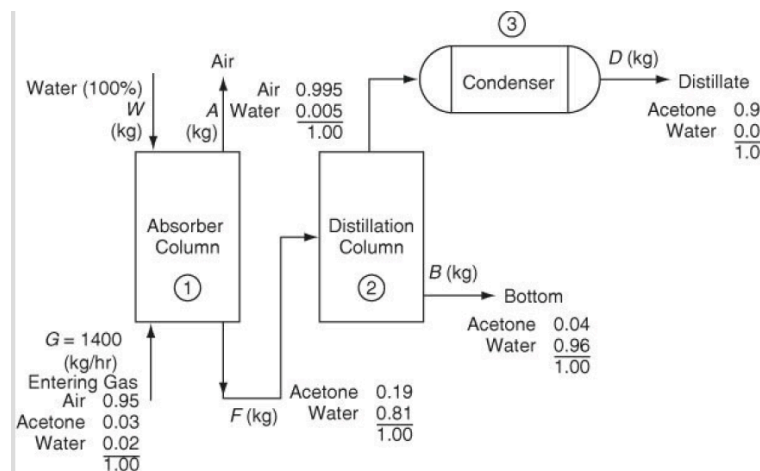 3
Air
D (kg)
Water (100%)
W
(kg)
A
(kg)
Air 0.995
Water 0.005
1.00
Condenser
Distillate
Acetone 0.9
Water 0.0
1.0
Absorber
Column
1
Distillation
Column
2
B (kg)
Bottom
Acetone 0.04
Water 0.96
1.00
G = 1400
(kg/hr)
Entering Gas
Air 0.95
Acetone 0.03
Water 0.02
1.00
F (kg)
Acetone 0.19
Water 0.81
1.00